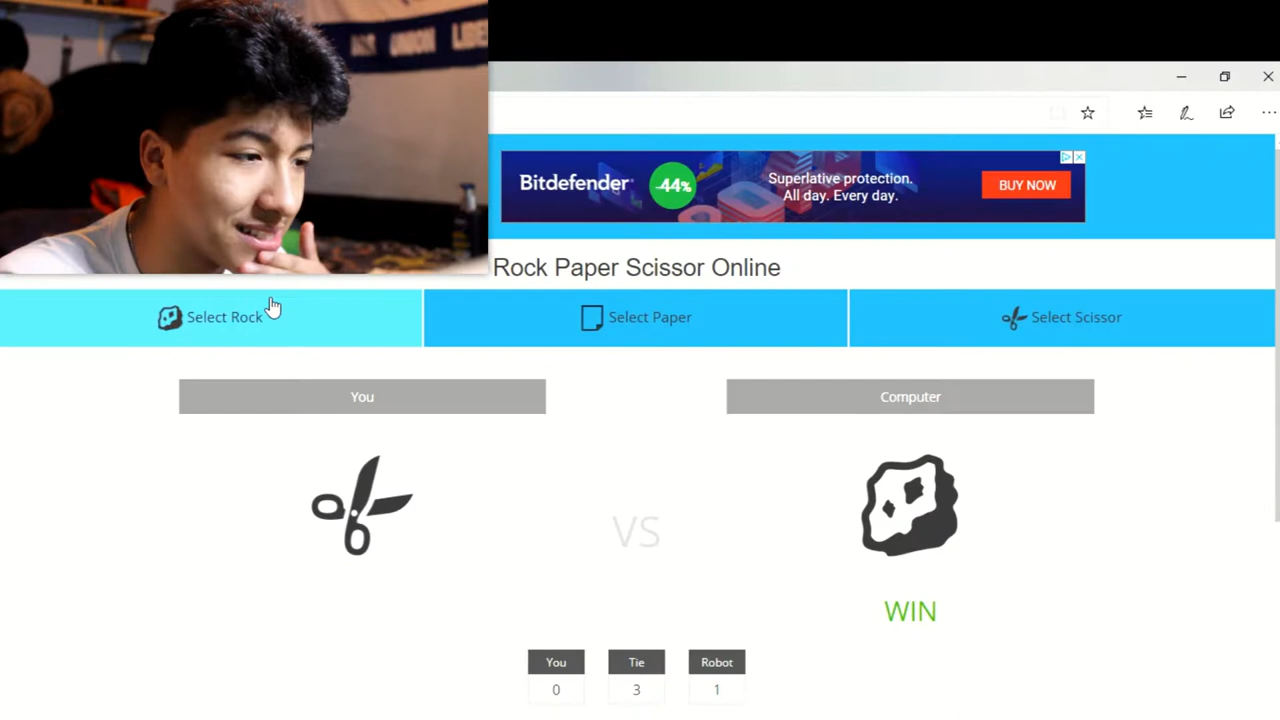 UNION
Bitdefender
-44%
Superlative protection.
All day. Every day.
BUY NOW
Rock Paper Scissor Online
Select Rock
Select Paper
Select Scissor
You
Computer
VS
WIN
You
Tie
Robot
0
3
1